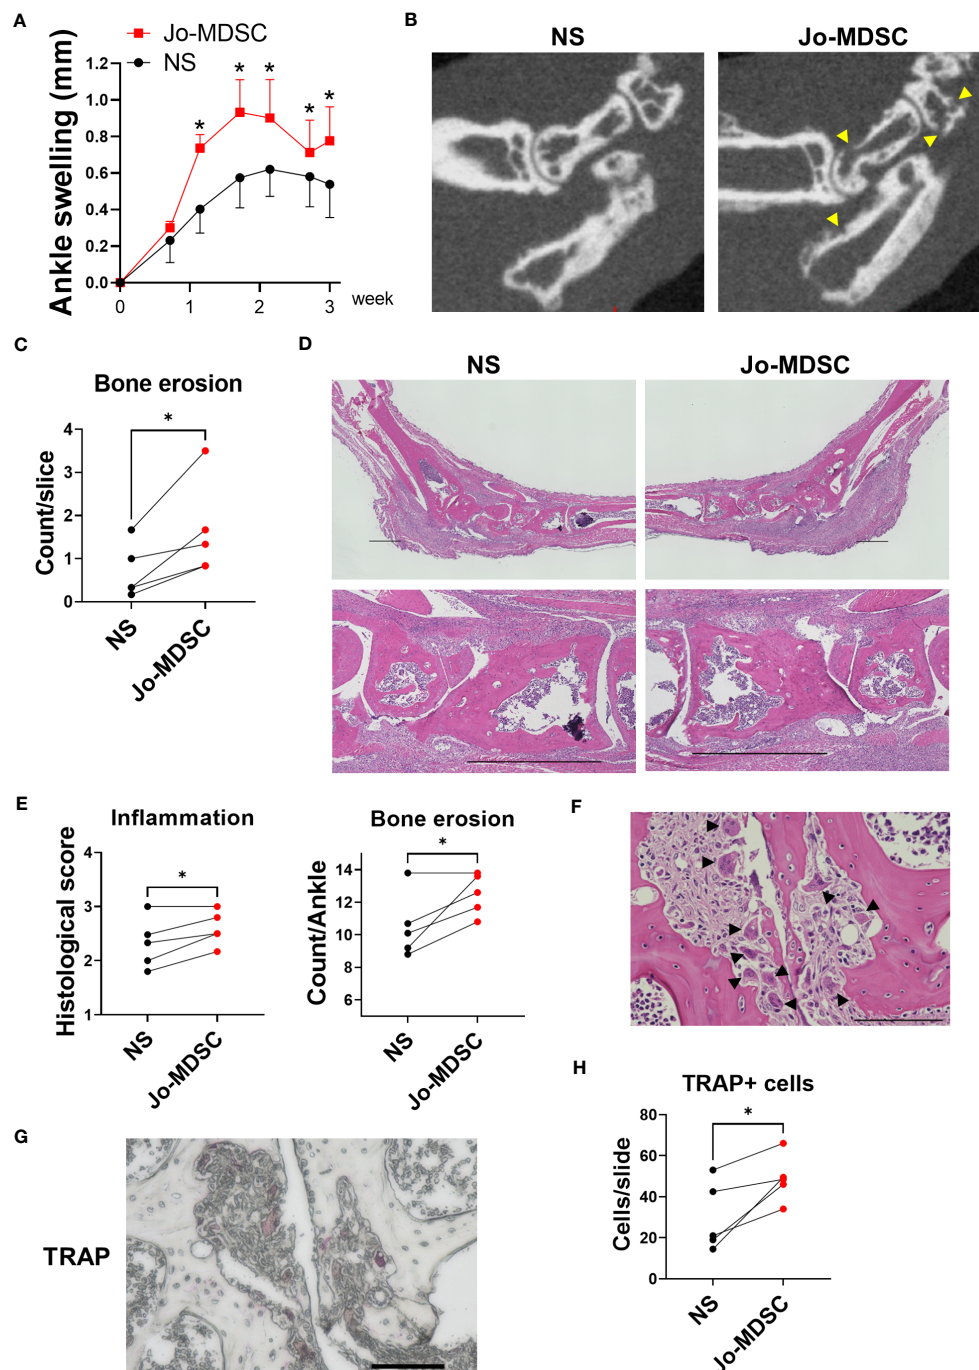 A
Jo-MDSC
NS
Ankle swelling (mm)
1.2
1.0
0.8
0.6
0.4
0.2
0.0
* * * * *
0 1 2 3 week
B
NS Jo-MDSC
C
Bone erosion
*
Count/slice
4
3
2
1
0
NS
Jo-MDSC
D
NS Jo-MDSC
E
Inflammation
*
Histological score
4
3
2
1
NS
Jo-MDSC
Bone erosion
*
Count/Ankle
14
12
10
8
6
NS
Jo-MDSC
F
G
TRAP
H
TRAP+ cells
*
Cells/slide
80
60
40
20
0
NS
Jo-MDSC